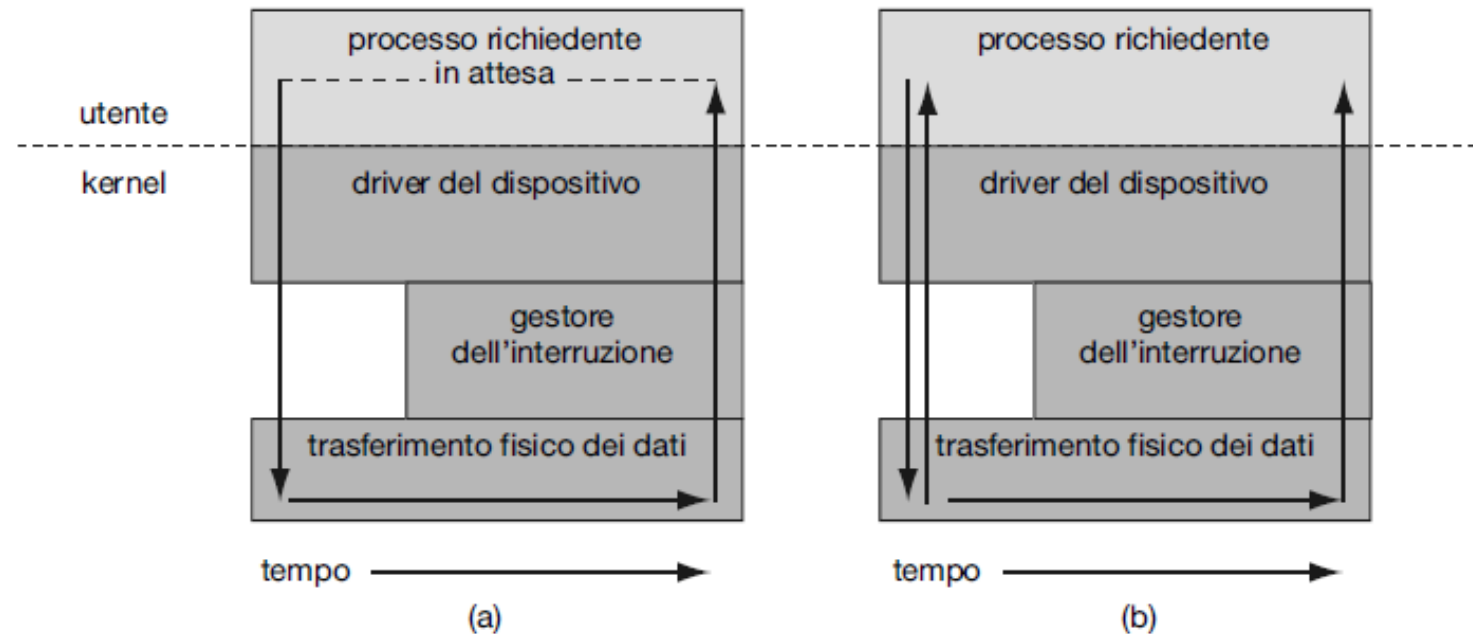 processo richiedente
in attesa
utente
kernel
driver del dispositivo
gestore
dell'interruzione
trasferimento fisico dei dati
tempo
(a)
processo richiedente
driver del dispositivo
gestore
dell'interruzione
trasferimento fisico dei dati
tempo
(b)